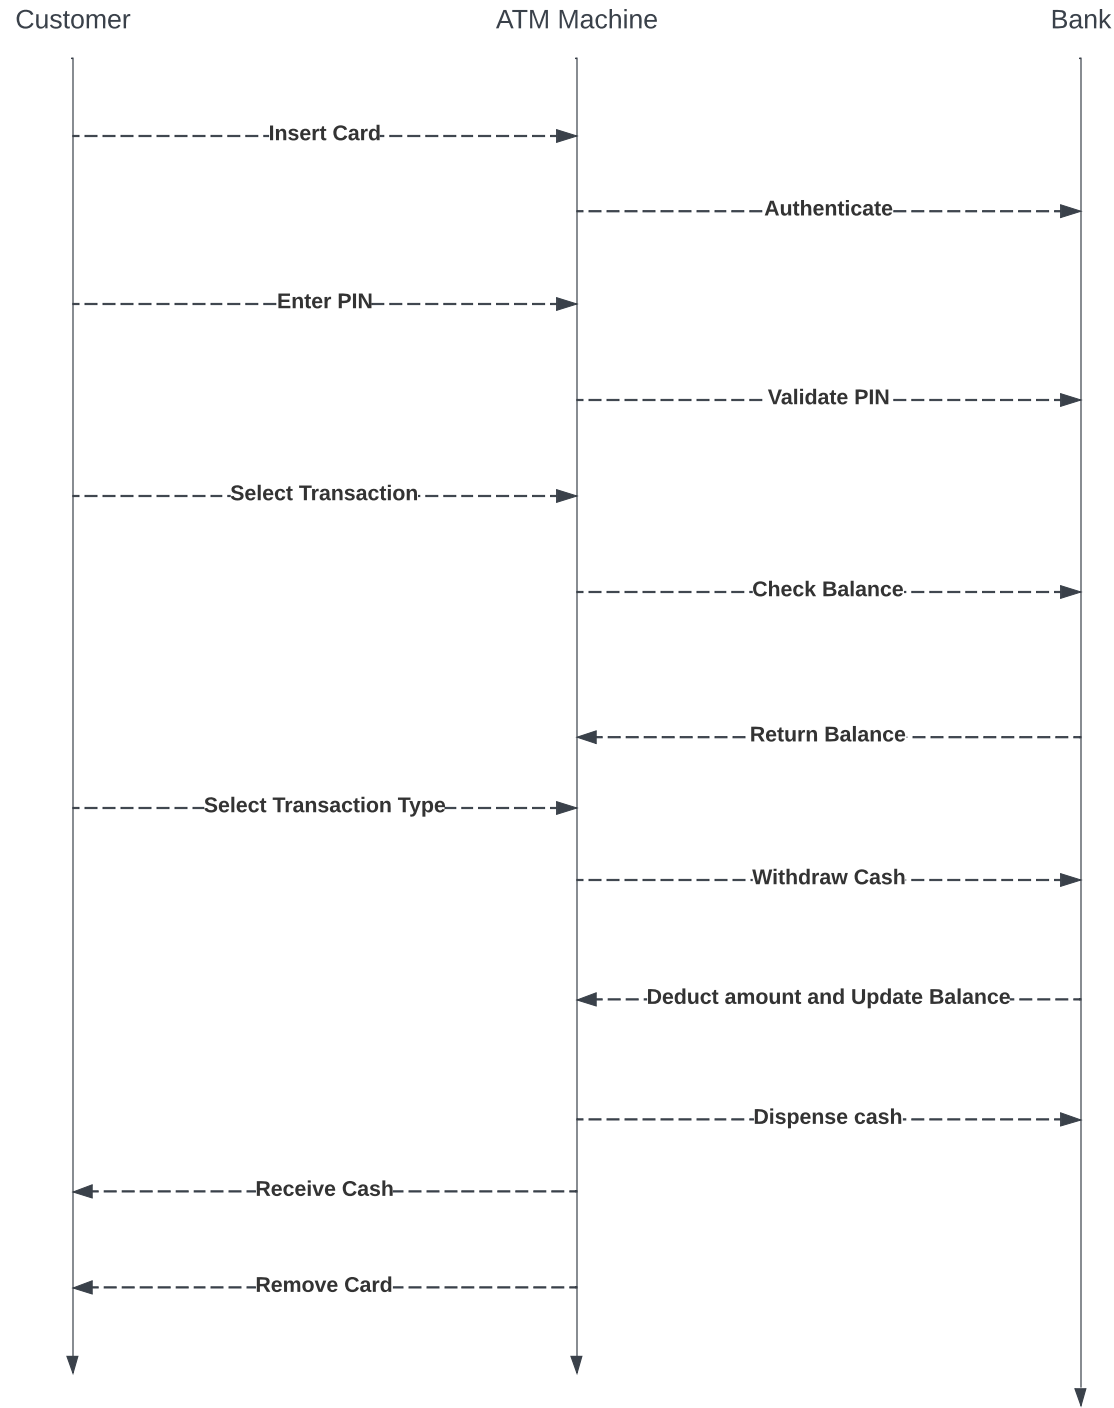 Customer
ATM Machine
Bank
Insert Card
Authenticate
Enter PIN
Validate PIN
Select Transaction
Check Balance
Return Balance
Select Transaction Type
Withdraw Cash
Deduct amount and Update Balance
Dispense cash
Receive Cash
Remove Card